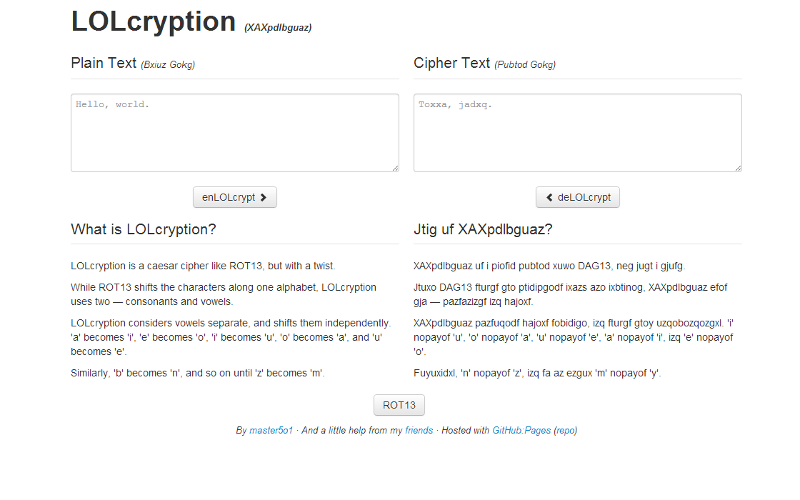 LOLcryption (XAXpdlbguaz)
Plain Text (Bxiuz Gokg)
Cipher Text (Pubtod Gokg)
Hello, world.
Toxxa, jadxq.
enLOLcrypt
deLOLcrypt
What is LOLcryption?
Jtig uf XAXpdlbguaz?
LOLcryption is a caesar cipher like ROT13, but with a twist.
While ROT13 shifts the characters along one alphabet, LOLcryption
uses two — consonants and vowels.
LOLcryption considers vowels separate, and shifts them independently.
'a' becomes 'i', 'e' becomes 'o', 'i' becomes 'u', 'o' becomes 'a', and 'u'
becomes 'e'.
Similarly, 'b' becomes 'n', and so on until 'z' becomes 'm'.
XAXpdlbguaz uf i piofid pubtod xuwo DAG13, neg jugt i gjufg.
Jtuxo DAG13 fturgf gto ptidipgodf ixazs azo ixbtinog, XAXpdlbguaz efof
gja — pazfazizgf izq hajoxf.
XAXpdlbguaz pazfuqodf hajoxf fobidigo, izq fturgf gtoy uzqobozqozgxl. 'i'
nopayof 'u', 'o' nopayof 'a', 'u' nopayof 'e', 'a' nopayof 'i', izq 'e' nopayof
'o'.
Fuyuxidxl, 'n' nopayof 'z', izq fa az ezgux 'm' nopayof 'y'.
ROT13
By master5o1 · And a little help from my friends · Hosted with GitHub.Pages (repo)